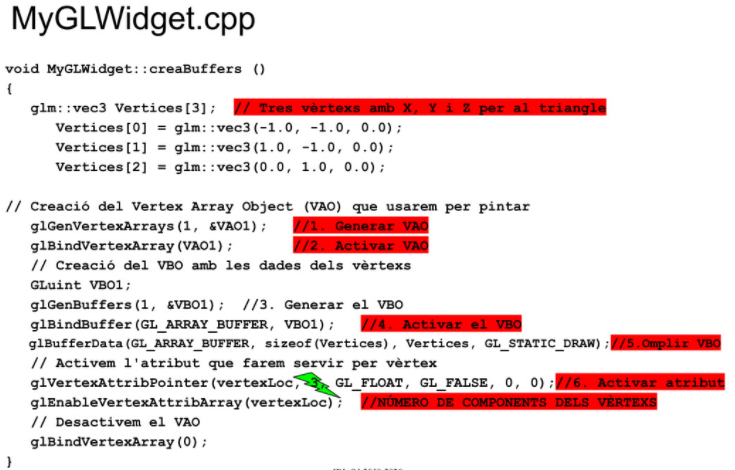 MyGLWidget.cpp
void MyGLWidget::creaBuffers ()
{
glm::vec3 Vertices[3]; // Tres vèrtexs amb X, Y i Z per al triangle
Vertices[0] = glm::vec3(-1.0, -1.0, 0.0);
Vertices[1] = glm::vec3(1.0, -1.0, 0.0);
Vertices[2] = glm::vec3(0.0, 1.0, 0.0);
// Creació del Vertex Array Object (VAO) que usarem per pintar
glGenVertexArrays(1, &VAO1); //1. Generar VAO
glBindVertexArray(VAO1); //2. Activar VAO
// Creació del VBO amb les dades dels vèrtexs
GLuint VBO1;
glGenBuffers(1, &VBO1); //3. Generar el VBO
glBindBuffer(GL_ARRAY_BUFFER, VBO1); //4. Activar el VBO
glBufferData(GL_ARRAY_BUFFER, sizeof(Vertices), Vertices, GL_STATIC_DRAW);//5.Omplir VBO
// Activem l'atribut que farem servir per vèrtex
glVertexAttribPointer(vertexLoc, 3, GL_FLOAT, GL_FALSE, 0, 0);//6. Activar atribut
glEnableVertexAttribArray(vertexLoc); //NÚMERO DE COMPONENTS DELS VÈRTEXS
// Desactivem el VAO
glBindVertexArray(0);
}